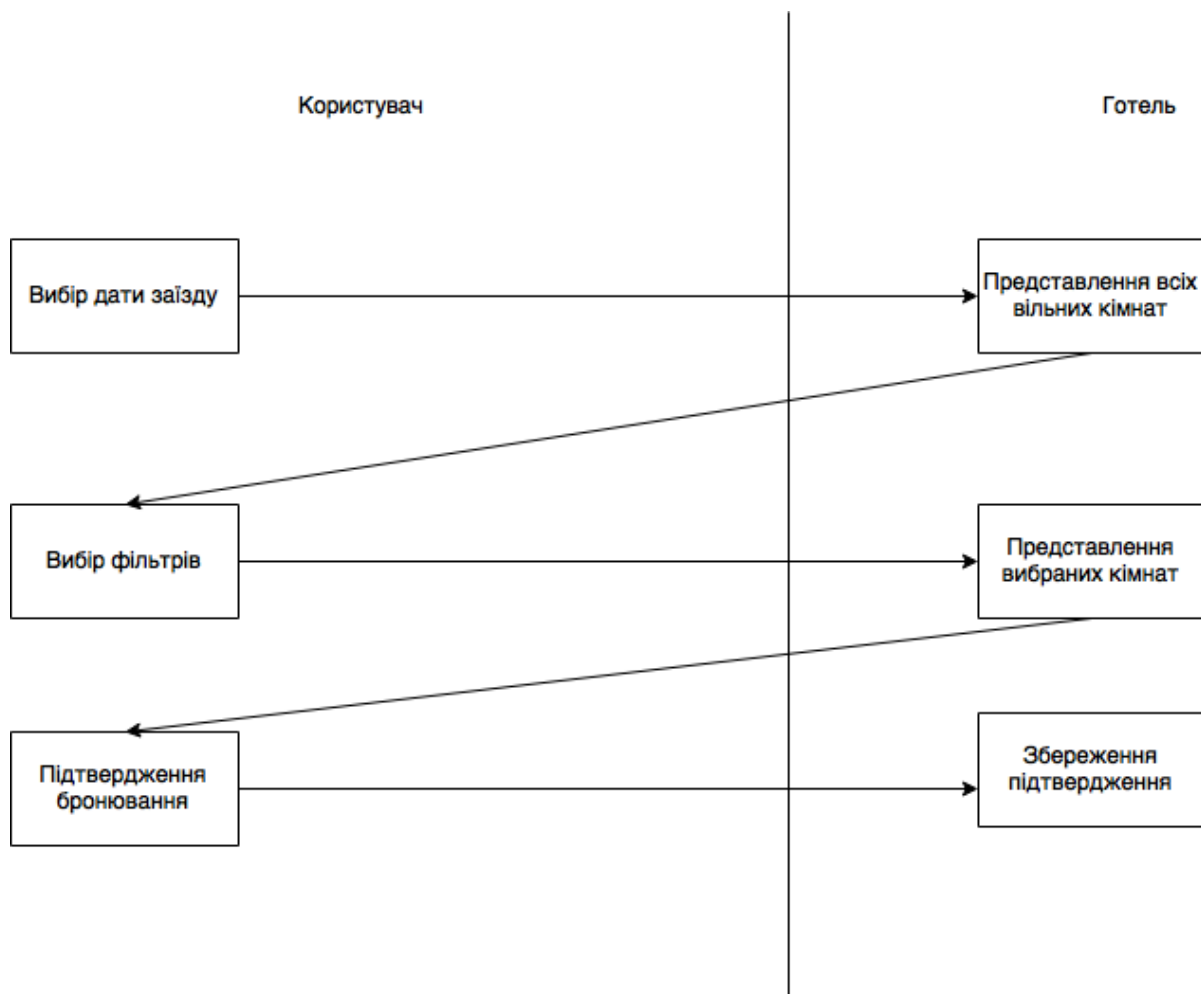 Користувач
Готель
Вибір дати заїзду
Представлення всіх
вільних кімнат
Вибір фільтрів
Представлення
вибраних кімнат
Підтвердження
бронювання
Збереження
підтвердження